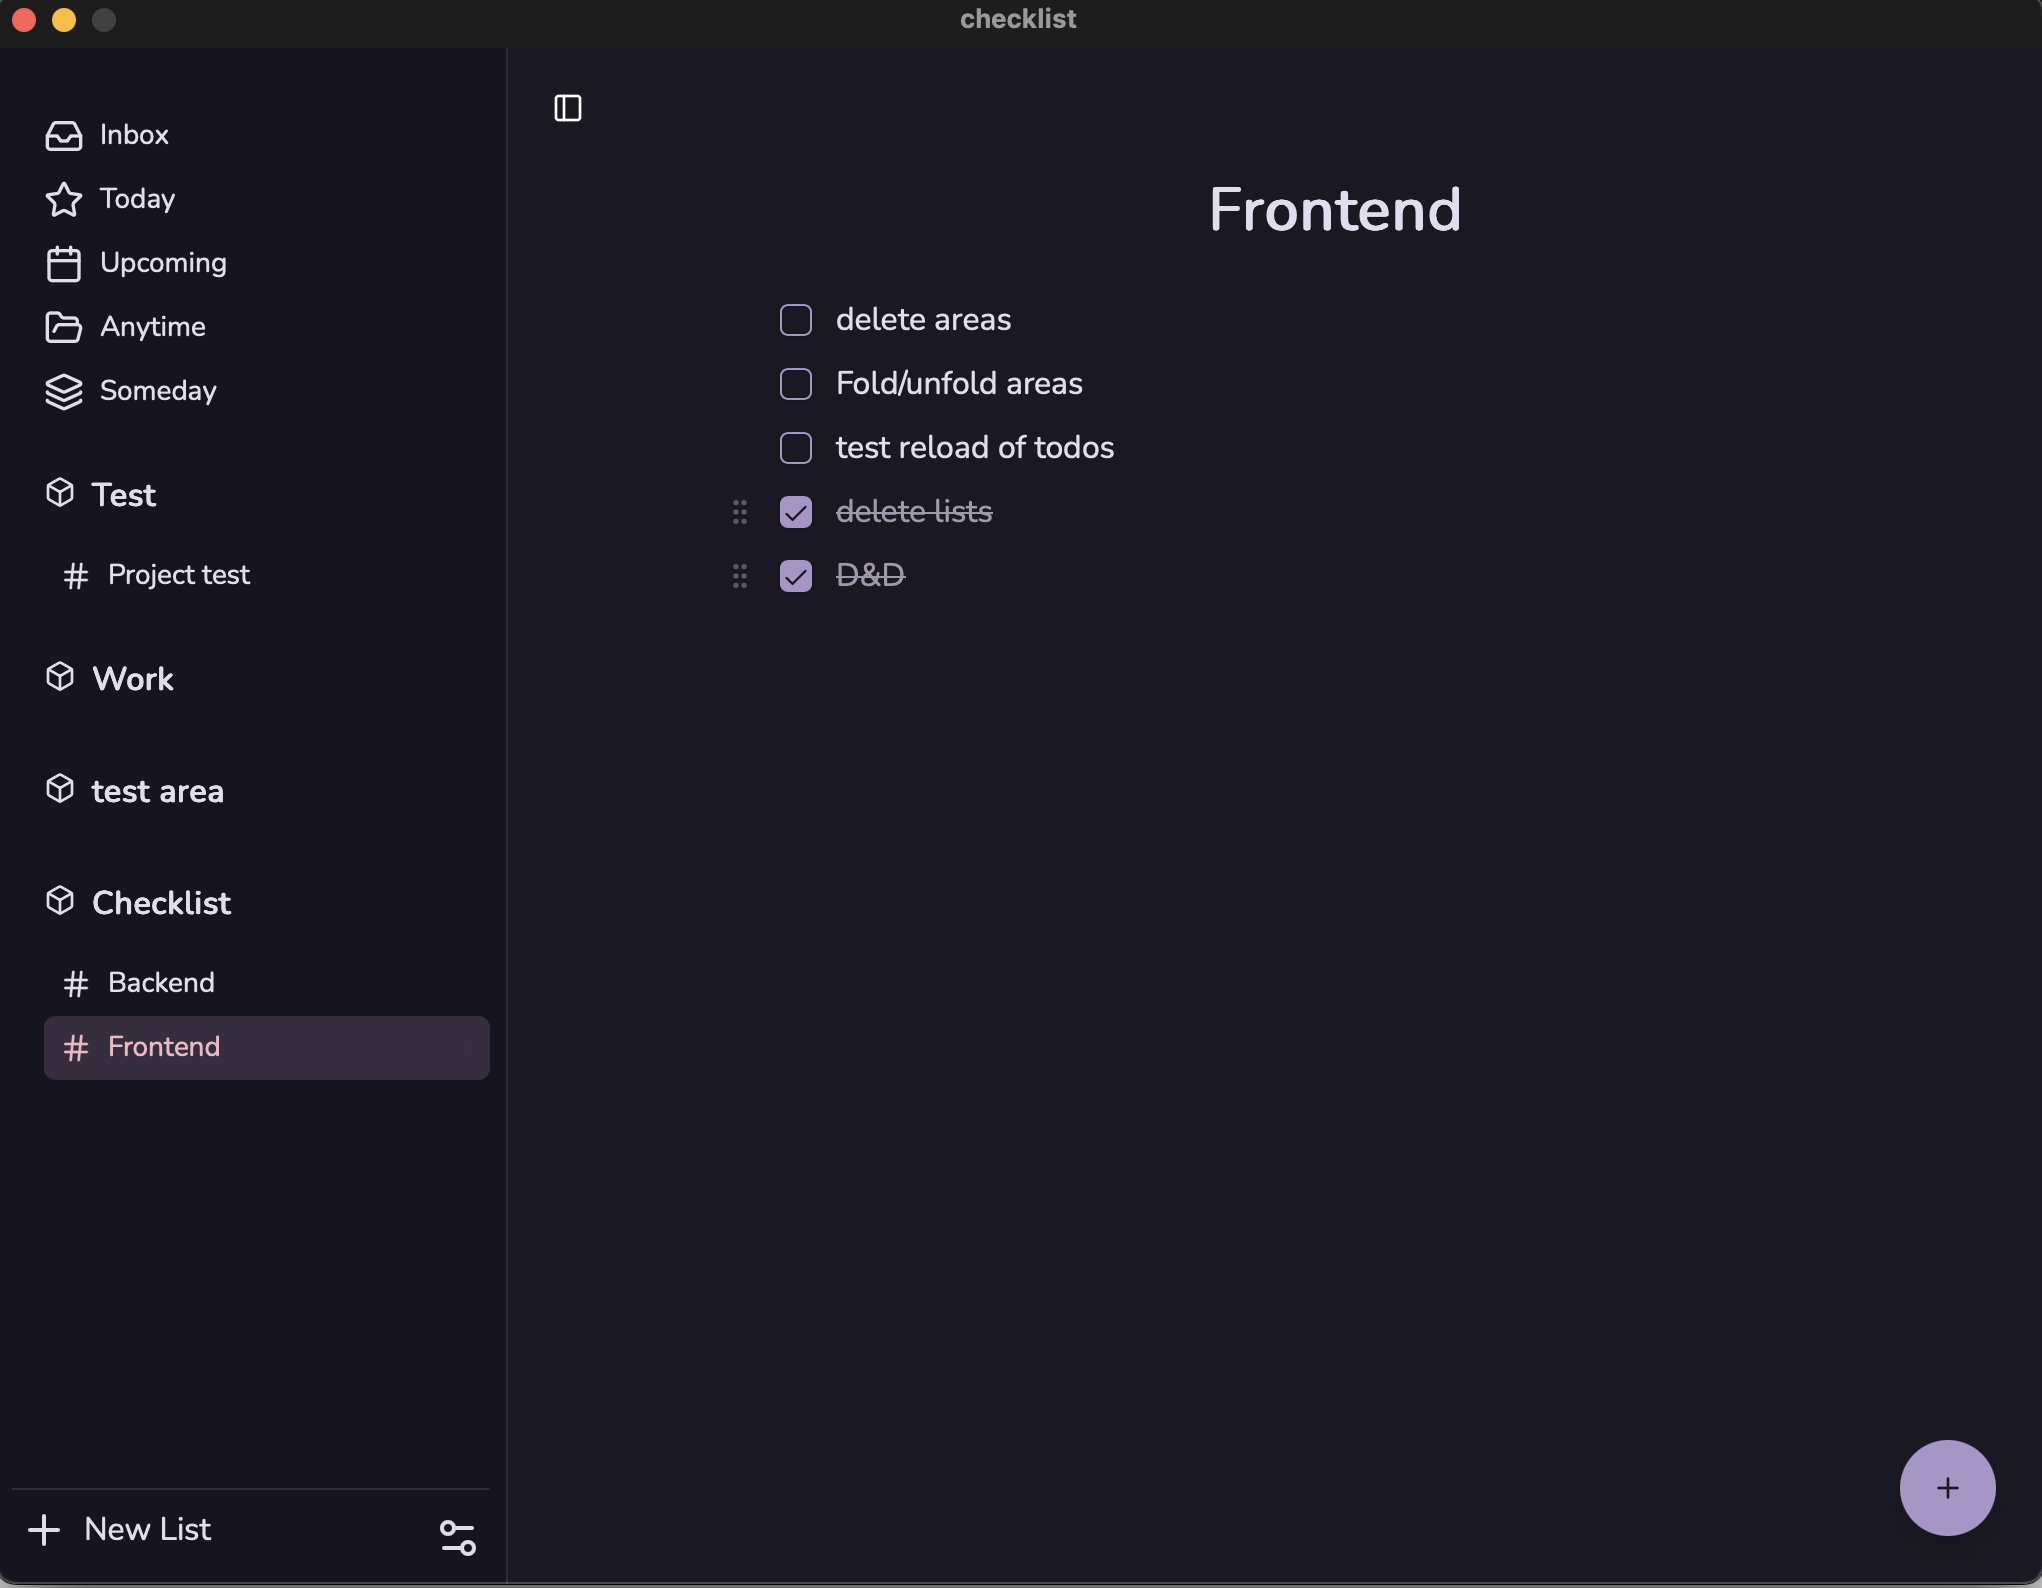 checklist
Inbox
Today
Upcoming
Anytime
Someday
Test
# Project test
Work
test area
Checklist
# Backend
# Frontend
New List
Frontend
delete areas
Fold/unfold areas
test reload of todos
delete lists
D&D